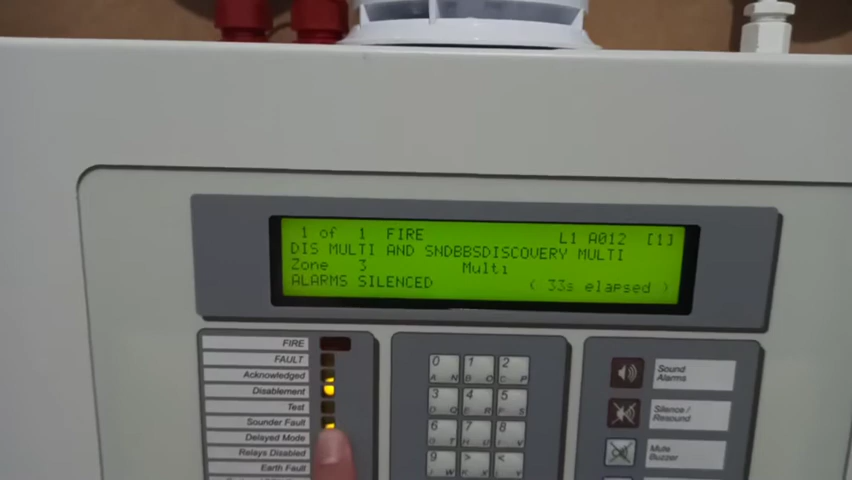 1 of 1 FIRE L1 A012 [1]
DIS MULTI AND SNDBBSDISCOVERY MULTI
Zone 3 Multi
ALARMS SILENCED ( 33s elapsed )
FIRE
FAULT
Acknowledged
Disablement
Test
Sounder Fault
Delayed Mode
Relays Disabled
Earth Fault
0 1 2
3 4 5
6 7 8
9 > <
Sound
Alarms
Silence /
Resound
Mute
Buzzer